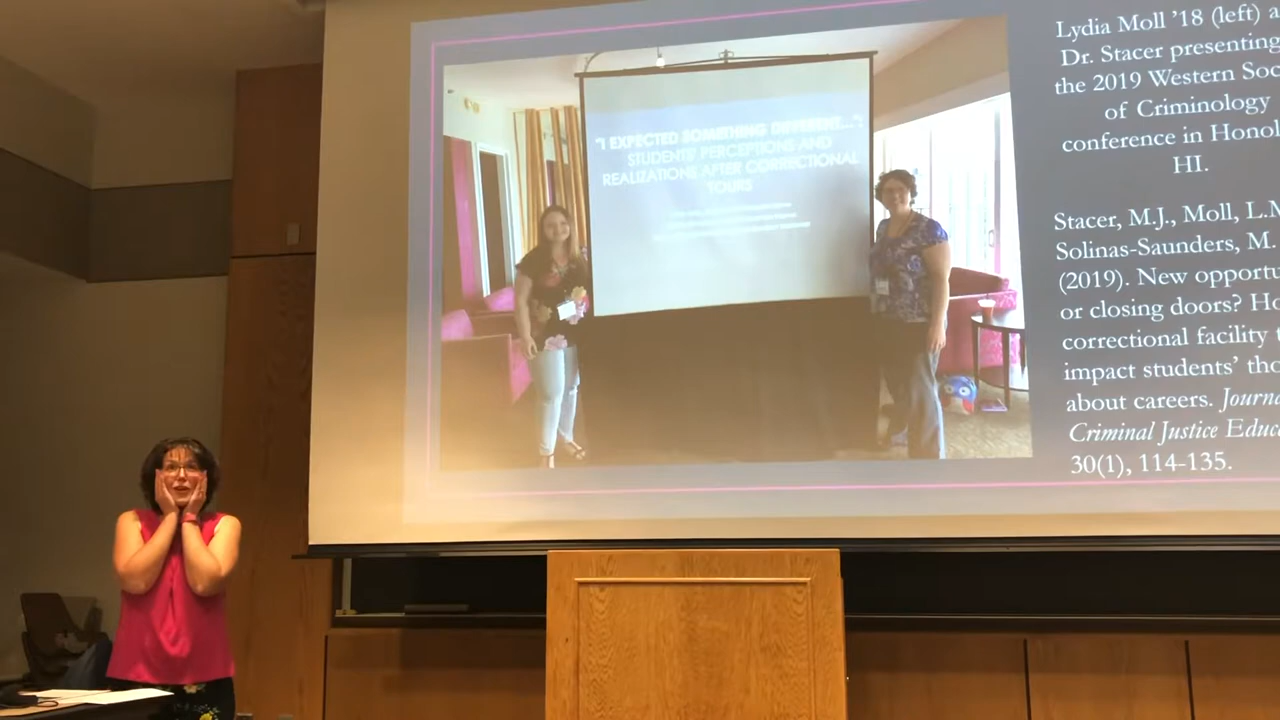 "I EXPECTED SOMETHING DIFFERENT...":
STUDENTS' PERCEPTIONS AND
REALIZATIONS AFTER CORRECTIONAL
TOURS
Lydia Moll '18 (left) a
Dr. Stacer presenting
the 2019 Western Soc
of Criminology
conference in Honol
HI.
Stacer, M.J., Moll, L.M
Solinas-Saunders, M.
(2019). New opportu
or closing doors? Ho
correctional facility t
impact students' tho
about careers. Journa
Criminal Justice Educa
30(1), 114-135.